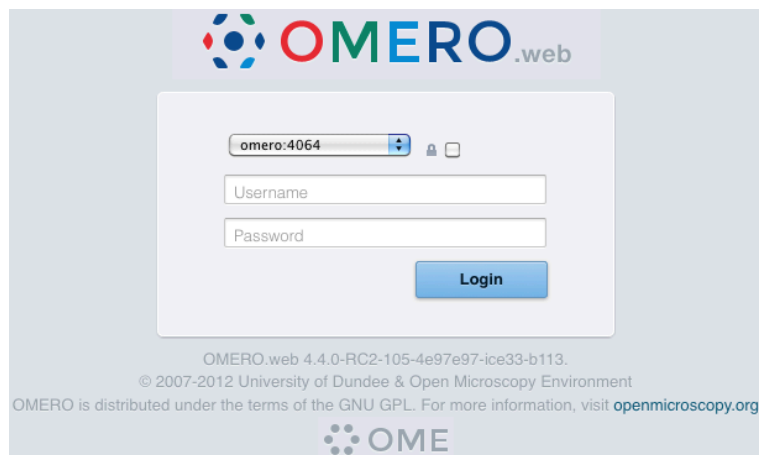 OMERO.web
omero:4064
Username
Password
Login
OMERO.web 4.4.0-RC2-105-4e97e97-ice33-b113.
© 2007-2012 University of Dundee & Open Microscopy Environment
OMERO is distributed under the terms of the GNU GPL. For more information, visit openmicroscopy.org
OME